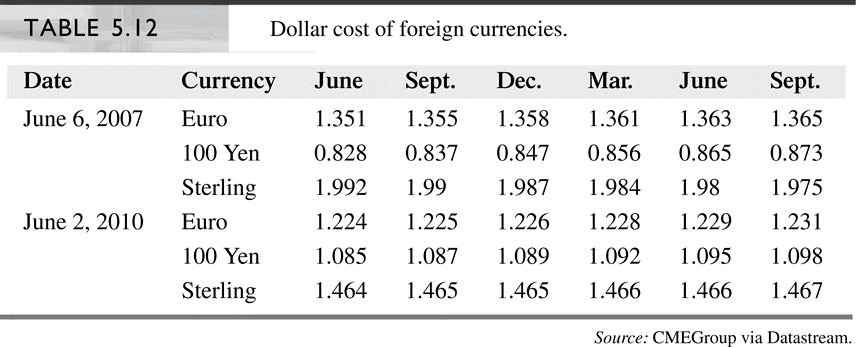 TABLE 5.12 Dollar cost of foreign currencies.
Date Currency June Sept. Dec. Mar. June Sept.
June 6, 2007 Euro 1.351 1.355 1.358 1.361 1.363 1.365
100 Yen 0.828 0.837 0.847 0.856 0.865 0.873
Sterling 1.992 1.99 1.987 1.984 1.98 1.975
June 2, 2010 Euro 1.224 1.225 1.226 1.228 1.229 1.231
100 Yen 1.085 1.087 1.089 1.092 1.095 1.098
Sterling 1.464 1.465 1.465 1.466 1.466 1.467
Source: CMEGroup via Datastream.